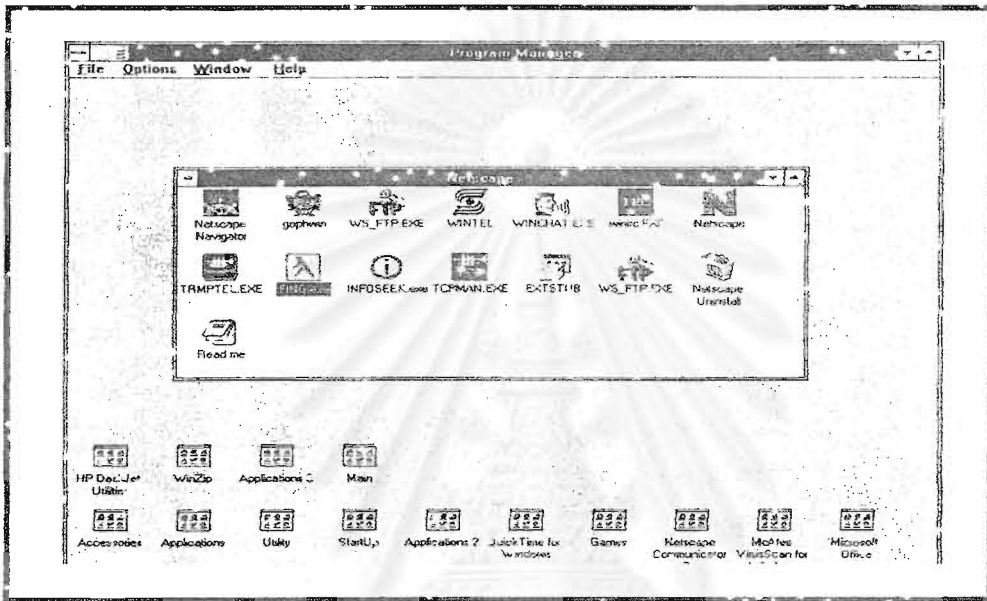 Program Manager
File Options Window Help
Netscape
Netscape Navigator
gophwin
WS_FTP.EXE
WINTEL
WINCHAT.EXE
Netscape
TRMPTEL.EXE
INFOSEEK.exe
TCPMAN.EXE
EXTSTUB
WS_FTP.EXE
Netscape Uninstall
Read me
HP
WinZip
Applications
Main
Accessories
Applications
Utility
StartUp
Applications 2
QuickTime for Windows
Games
Netscape Communicator
McAfee VirusScan for
Microsoft Office